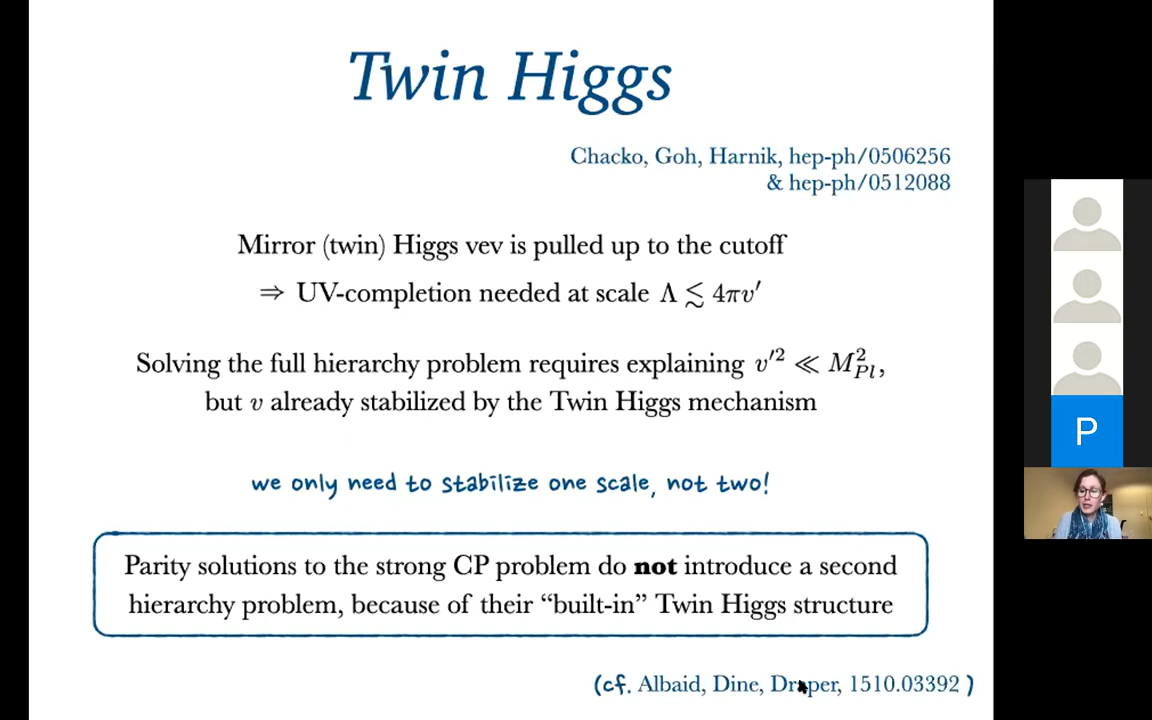 Twin Higgs
Chacko, Goh, Harnik, hep-ph/0506256
& hep-ph/0512088
Mirror (twin) Higgs vev is pulled up to the cutoff
⇒ UV-completion needed at scale Λ ≲ 4πv′
Solving the full hierarchy problem requires explaining v′² ≪ M²_Pl,
but v already stabilized by the Twin Higgs mechanism
we only need to stabilize one scale, not two!
Parity solutions to the strong CP problem do not introduce a second
hierarchy problem, because of their “built-in” Twin Higgs structure
(cf. Albaid, Dine, Draper, 1510.03392 )
P